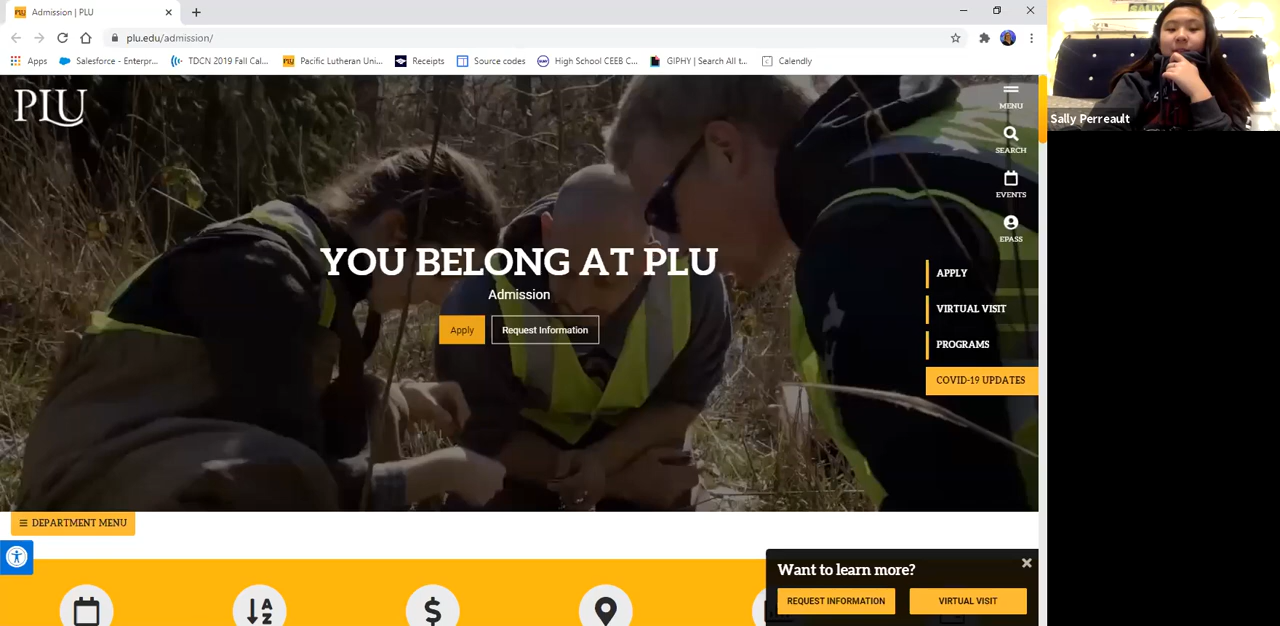 Admission | PLU
plu.edu/admission/
Apps
Salesforce - Enterpr...
TDCN 2019 Fall Cal...
Pacific Lutheran Uni...
Receipts
Source codes
High School CEEB C...
GIPHY | Search All t...
Calendly
PLU
MENU
SEARCH
EVENTS
EPASS
YOU BELONG AT PLU
Admission
Apply
Request Information
APPLY
VIRTUAL VISIT
PROGRAMS
COVID-19 UPDATES
DEPARTMENT MENU
Want to learn more?
REQUEST INFORMATION
VIRTUAL VISIT
Sally Perreault